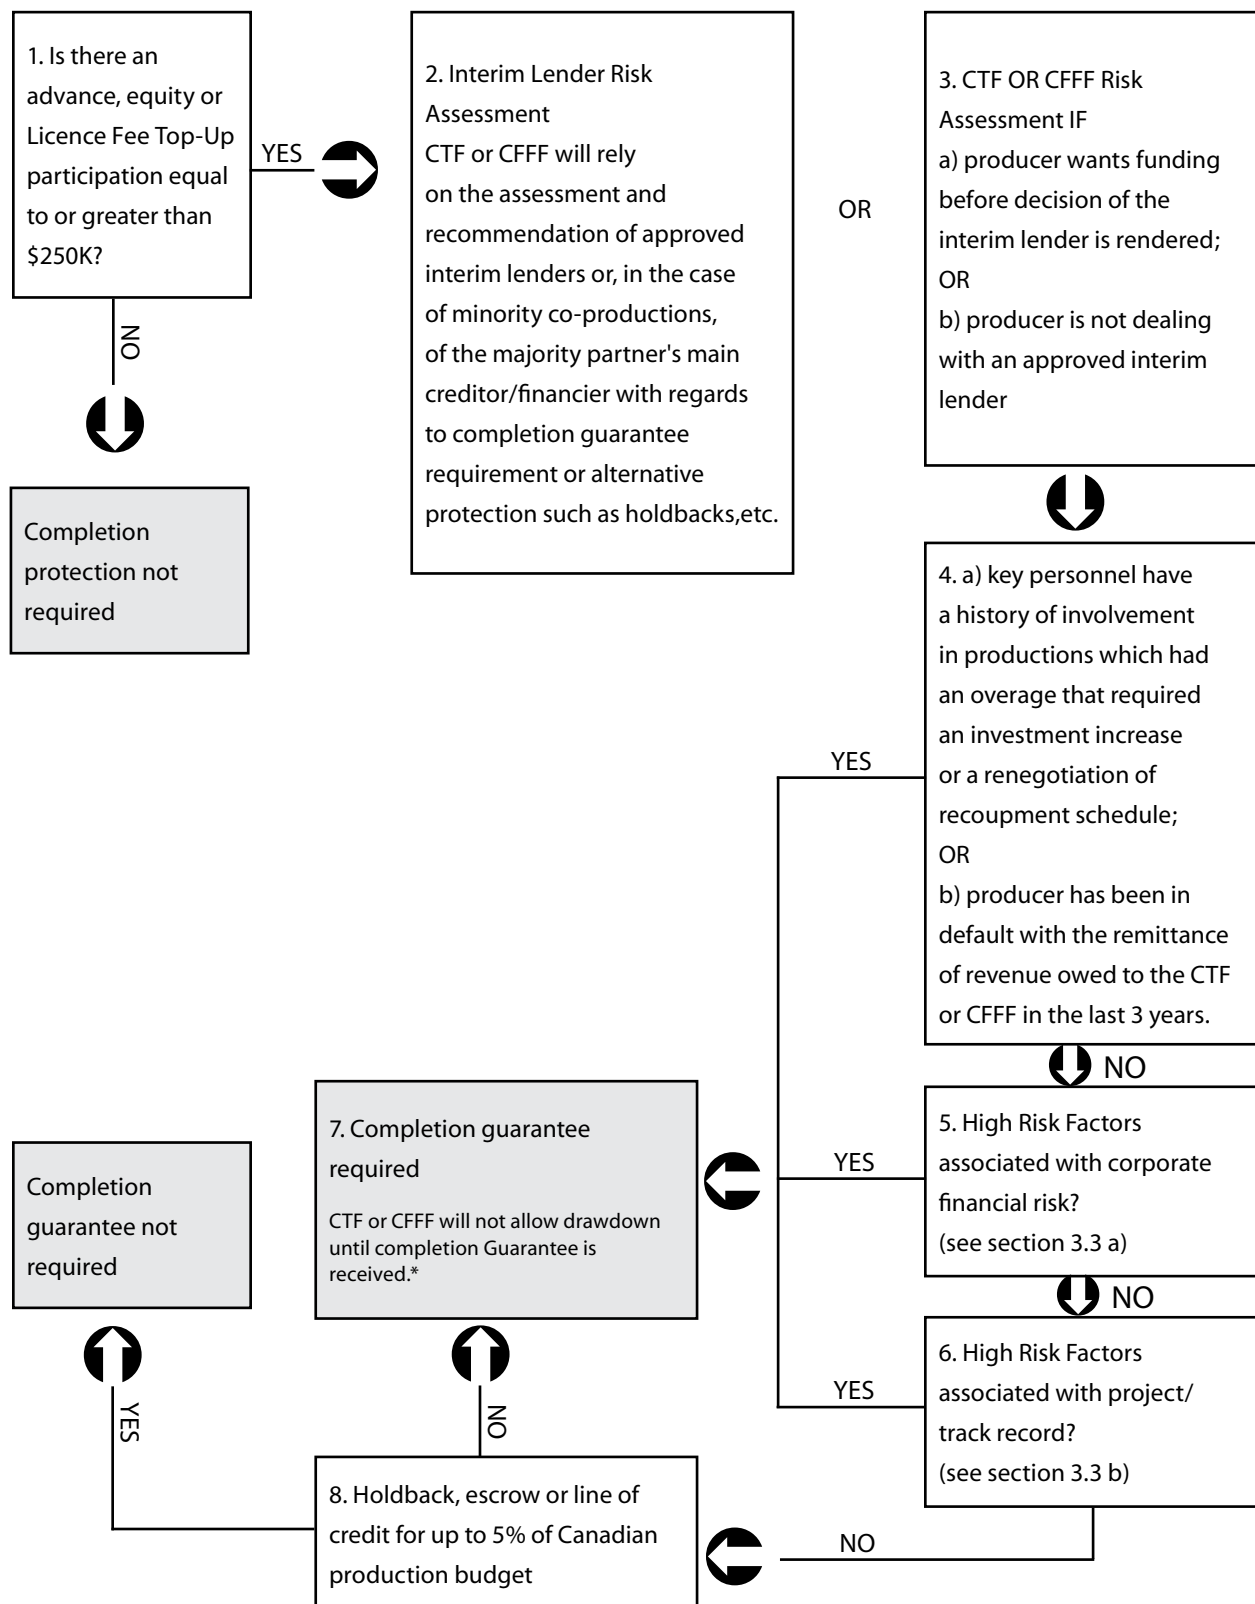 1. Is there an
advance, equity or
Licence Fee Top-Up
participation equal
to or greater than
$250K?
YES
NO
Completion
protection not
required
2. Interim Lender Risk
Assessment
CTF or CFFF will rely
on the assessment and
recommendation of approved
interim lenders or, in the case
of minority co-productions,
of the majority partner's main
creditor/financier with regards
to completion guarantee
requirement or alternative
protection such as holdbacks,etc.
OR
3. CTF OR CFFF Risk
Assessment IF
a) producer wants funding
before decision of the
interim lender is rendered;
OR
b) producer is not dealing
with an approved interim
lender
4. a) key personnel have
a history of involvement
in productions which had
an overage that required
an investment increase
or a renegotiation of
recoupment schedule;
OR
b) producer has been in
default with the remittance
of revenue owed to the CTF
or CFFF in the last 3 years.
YES
NO
5. High Risk Factors
associated with corporate
financial risk?
(see section 3.3 a)
YES
NO
6. High Risk Factors
associated with project/
track record?
(see section 3.3 b)
YES
NO
7. Completion guarantee
required
CTF or CFFF will not allow drawdown
until completion Guarantee is
received.*
NO
8. Holdback, escrow or line of
credit for up to 5% of Canadian
production budget
YES
Completion
guarantee not
required